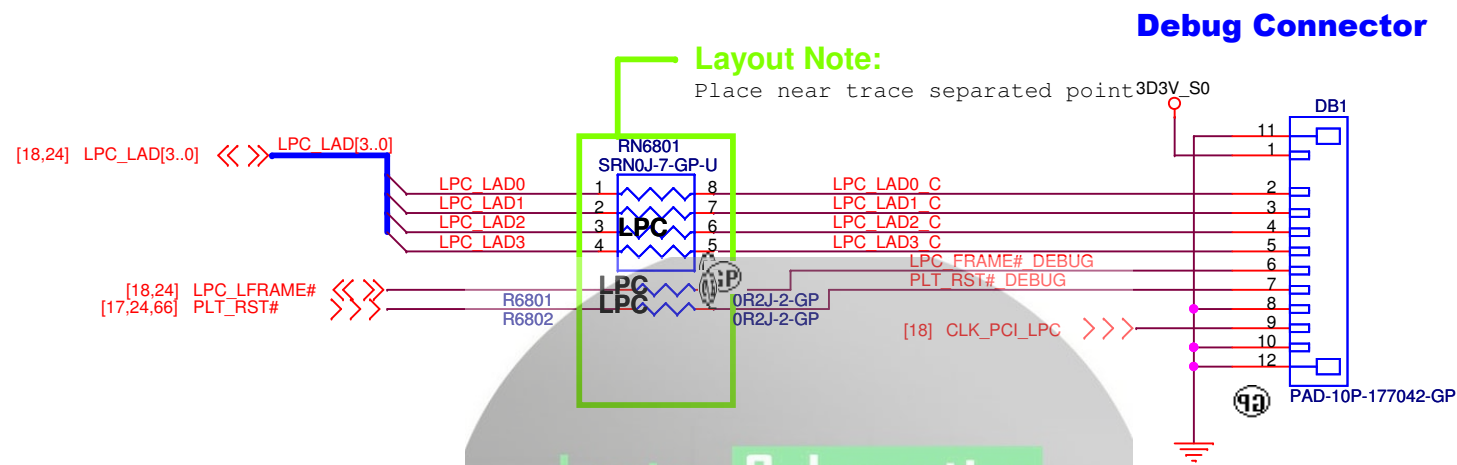 Debug Connector
Layout Note:
Place near trace separated point
3D3V_S0
DB1
RN6801
SRN0J-7-GP-U
[18,24] LPC_LAD[3..0]
LPC_LAD[3..0]
11
1
LPC_LAD0 1 8 LPC_LAD0_C 2
LPC_LAD1 2 7 LPC_LAD1_C 3
LPC_LAD2 3 LPC 6 LPC_LAD2_C 4
LPC_LAD3 4 5 LPC_LAD3_C 5
LPC_FRAME#_DEBUG 6
[18,24] LPC_LFRAME# LPC GP
PLT_RST#_DEBUG 7
[17,24,66] PLT_RST# R6801 LPC 0R2J-2-GP 8
R6802 0R2J-2-GP
[18] CLK_PCI_LPC 9
10
12
GP PAD-10P-177042-GP